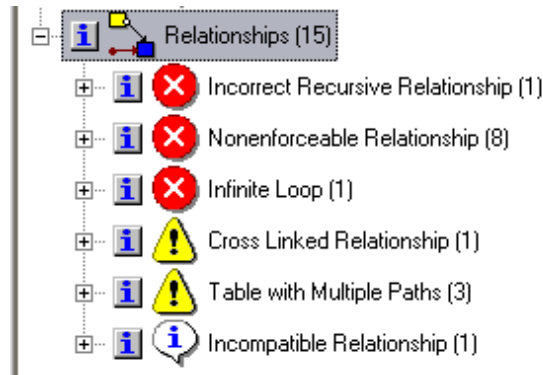 Relationships (15)
Incorrect Recursive Relationship (1)
Nonenforceable Relationship (8)
Infinite Loop (1)
Cross Linked Relationship (1)
Table with Multiple Paths (3)
Incompatible Relationship (1)